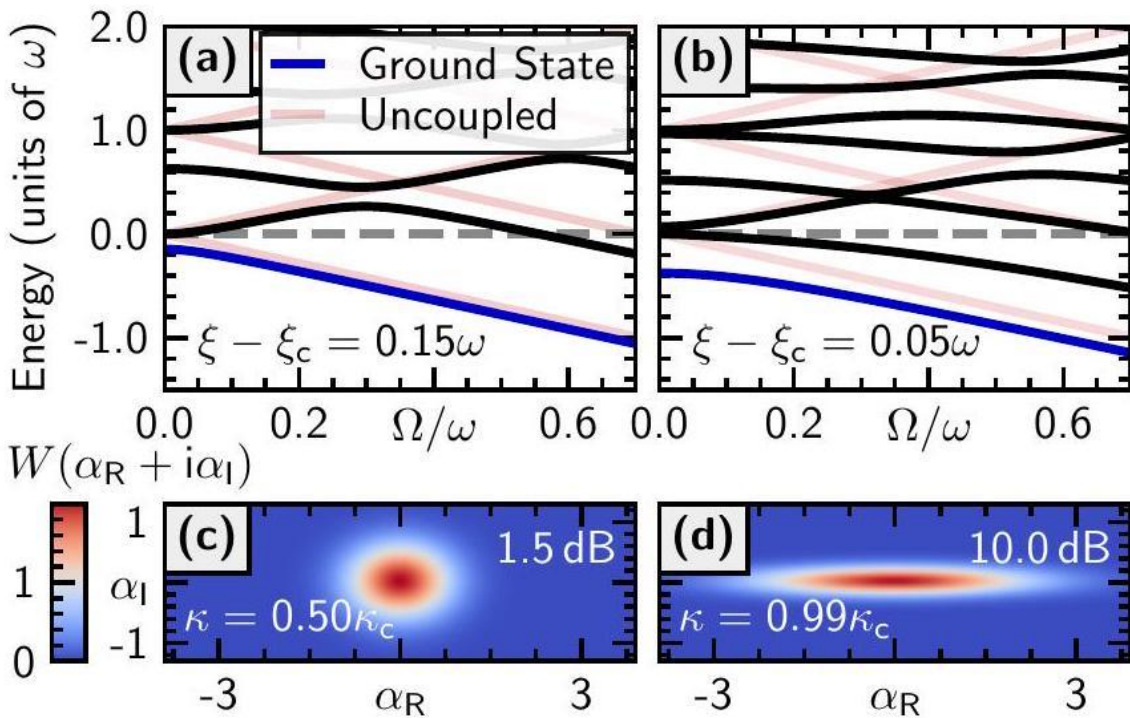 Energy (units of ω)
2.0
1.0
0.0
-1.0
(a)
Ground State
Uncoupled
ξ − ξc = 0.15ω
0.0 0.2 Ω/ω 0.6
(b)
ξ − ξc = 0.05ω
0.0 0.2 Ω/ω 0.6
W(αR + iαI)
1
0
1
αI
-1
(c)
1.5 dB
κ = 0.50κc
-3 αR 3
(d)
10.0 dB
κ = 0.99κc
-3 αR 3